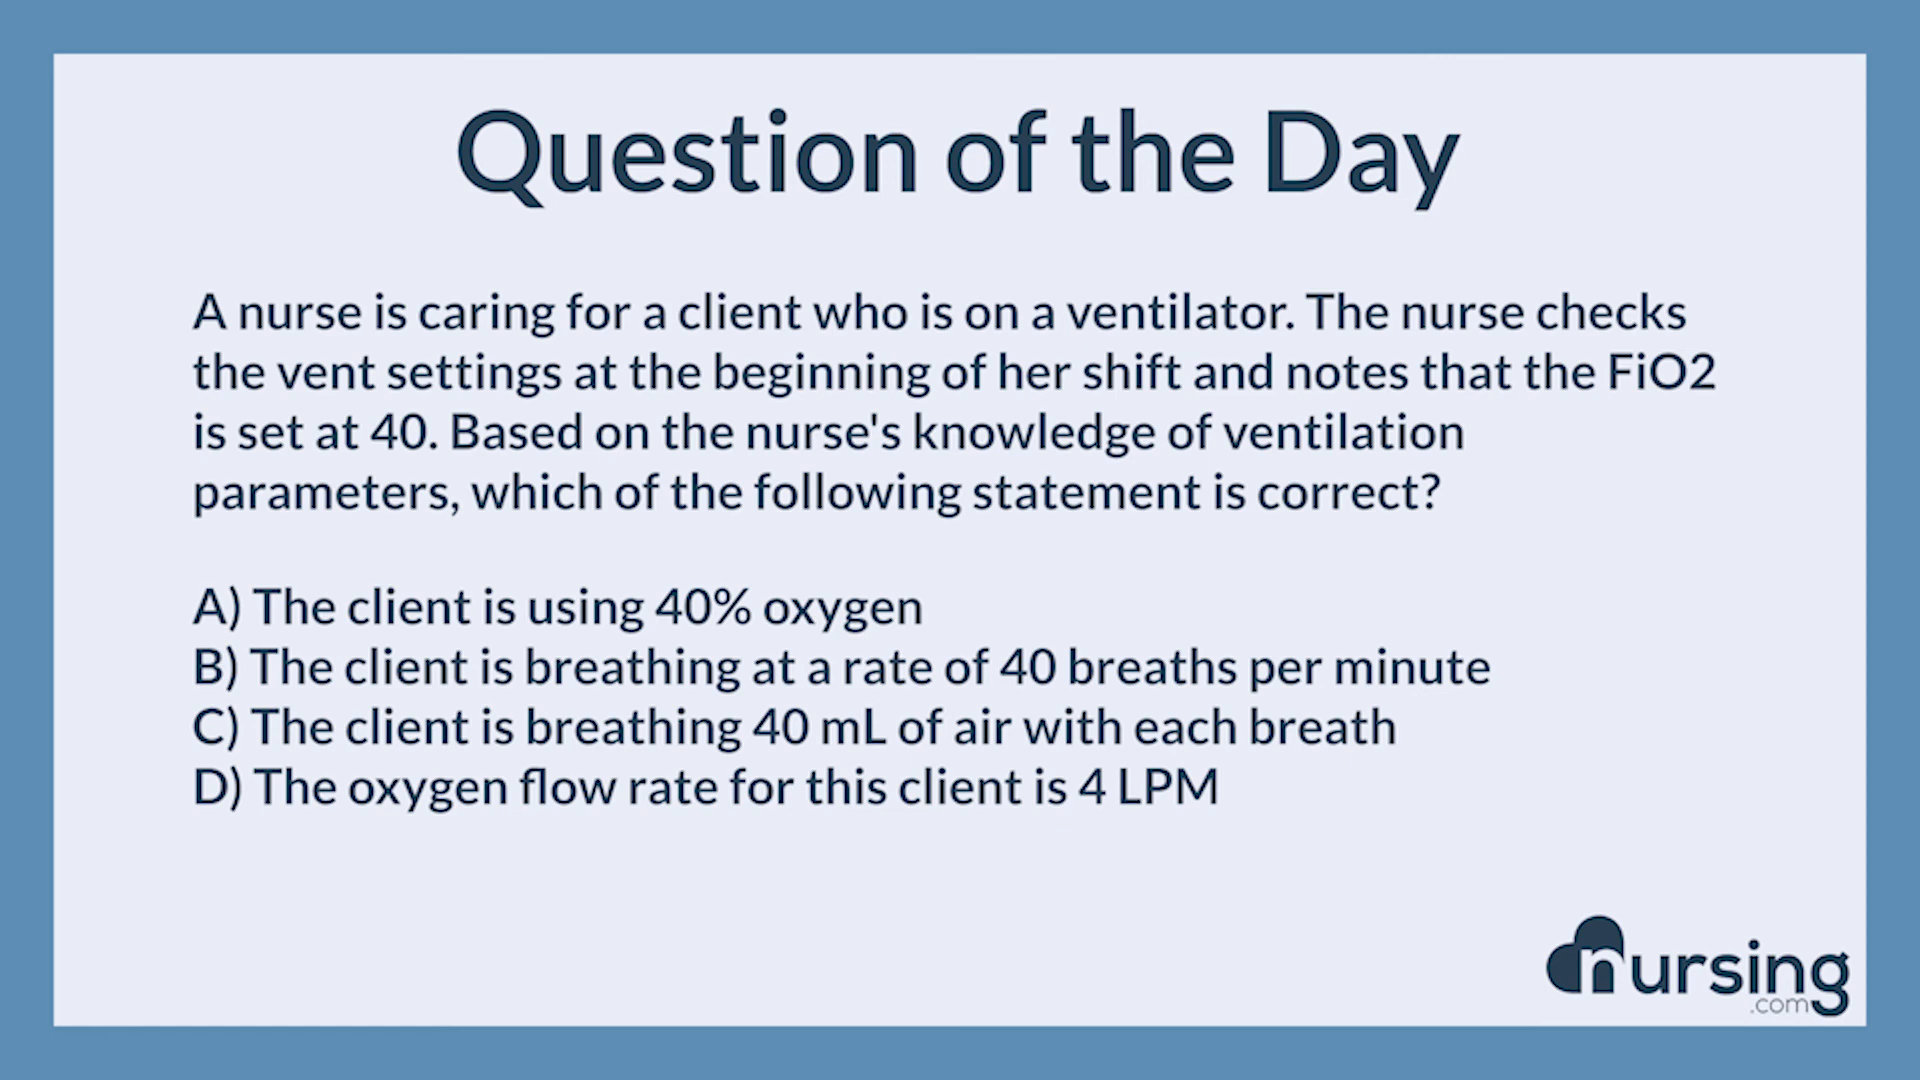 Question of the Day
A nurse is caring for a client who is on a ventilator. The nurse checks
the vent settings at the beginning of her shift and notes that the FiO2
is set at 40. Based on the nurse's knowledge of ventilation
parameters, which of the following statement is correct?
A) The client is using 40% oxygen
B) The client is breathing at a rate of 40 breaths per minute
C) The client is breathing 40 mL of air with each breath
D) The oxygen flow rate for this client is 4 LPM
nursing
.com